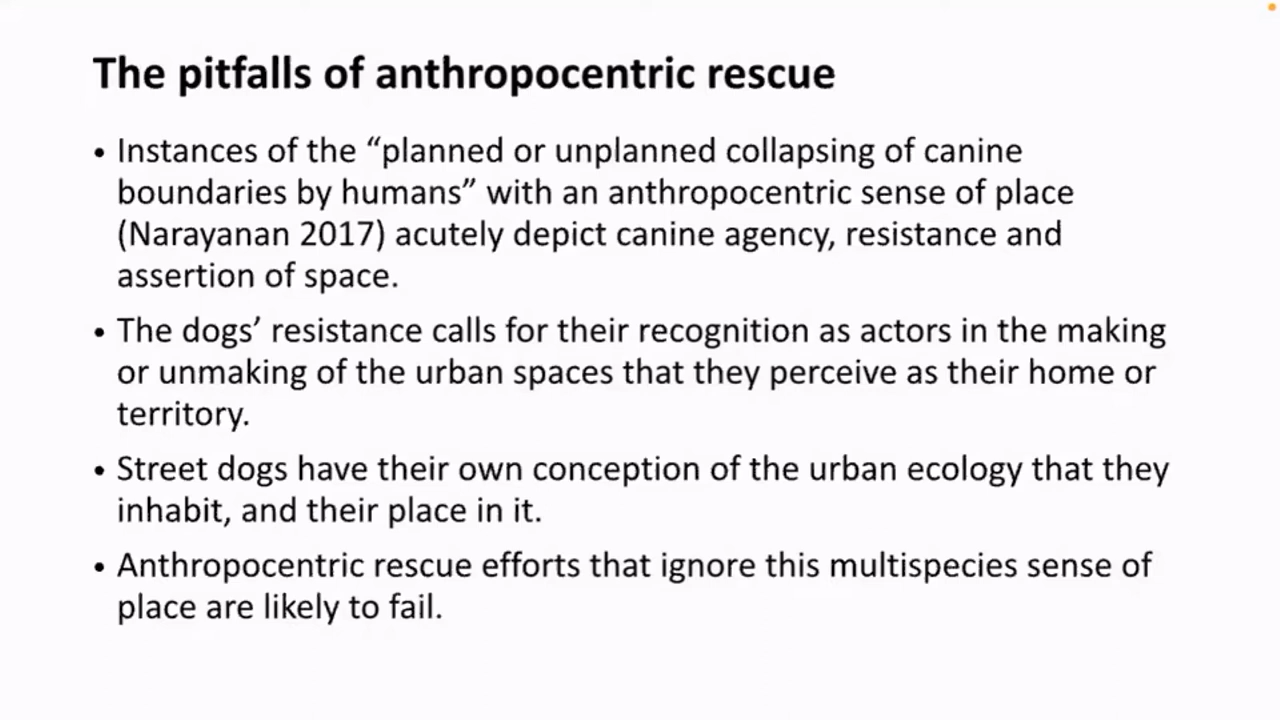 The pitfalls of anthropocentric rescue
• Instances of the “planned or unplanned collapsing of canine
boundaries by humans” with an anthropocentric sense of place
(Narayanan 2017) acutely depict canine agency, resistance and
assertion of space.
• The dogs’ resistance calls for their recognition as actors in the making
or unmaking of the urban spaces that they perceive as their home or
territory.
• Street dogs have their own conception of the urban ecology that they
inhabit, and their place in it.
• Anthropocentric rescue efforts that ignore this multispecies sense of
place are likely to fail.